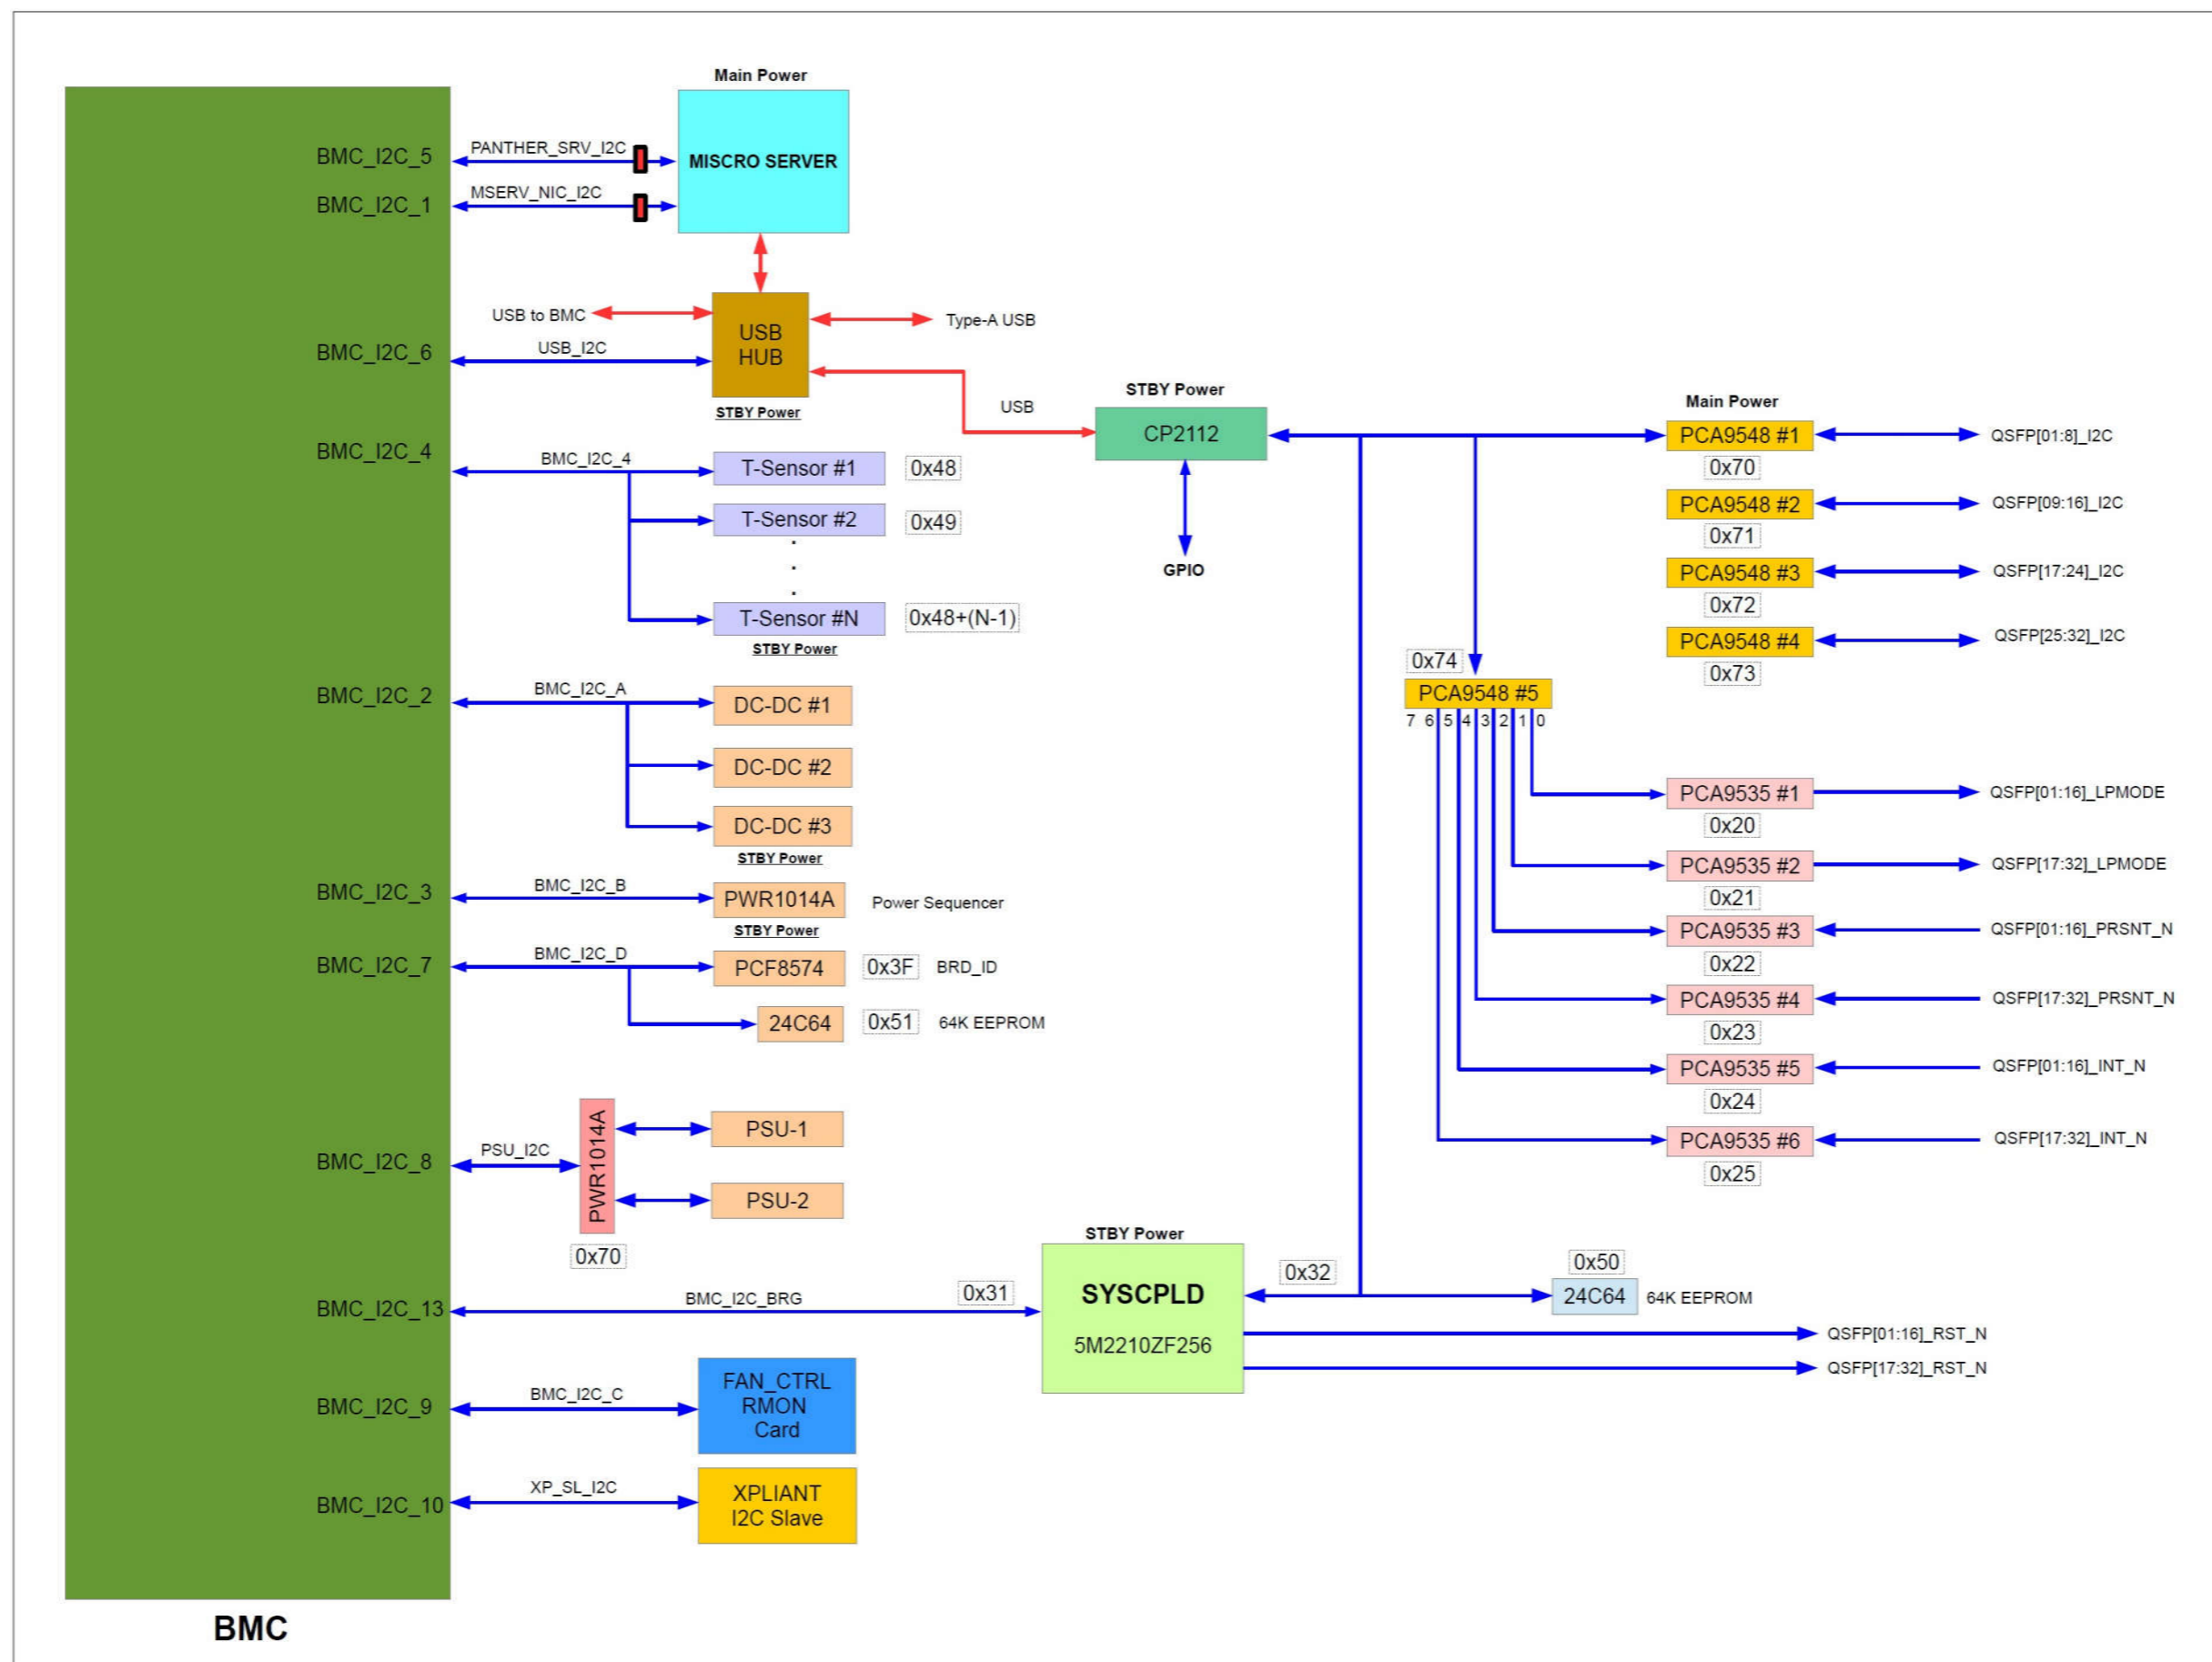 Main Power
BMC_I2C_5
PANTHER_SRV_I2C
MISCRO SERVER
BMC_I2C_1
MSERV_NIC_I2C
USB to BMC
USB
HUB
Type-A USB
BMC_I2C_6
USB_I2C
STBY Power
USB
STBY Power
CP2112
GPIO
Main Power
PCA9548 #1
QSFP[01:8]_I2C
0x70
PCA9548 #2
QSFP[09:16]_I2C
0x71
PCA9548 #3
QSFP[17:24]_I2C
0x72
PCA9548 #4
QSFP[25:32]_I2C
0x73
BMC_I2C_4
BMC_I2C_4
T-Sensor #1
0x48
T-Sensor #2
0x49
.
.
.
T-Sensor #N
0x48+(N-1)
STBY Power
0x74
PCA9548 #5
7 6 5 4 3 2 1 0
BMC_I2C_2
BMC_I2C_A
DC-DC #1
DC-DC #2
DC-DC #3
STBY Power
PCA9535 #1
QSFP[01:16]_LPMODE
0x20
PCA9535 #2
QSFP[17:32]_LPMODE
0x21
PCA9535 #3
QSFP[01:16]_PRSNT_N
0x22
PCA9535 #4
QSFP[17:32]_PRSNT_N
0x23
PCA9535 #5
QSFP[01:16]_INT_N
0x24
PCA9535 #6
QSFP[17:32]_INT_N
0x25
BMC_I2C_3
BMC_I2C_B
PWR1014A
Power Sequencer
STBY Power
BMC_I2C_7
BMC_I2C_D
PCF8574
0x3F
BRD_ID
24C64
0x51
64K EEPROM
BMC_I2C_8
PSU_I2C
PWR1014A
PSU-1
PSU-2
0x70
BMC_I2C_13
BMC_I2C_BRG
0x31
STBY Power
SYSCPLD
5M2210ZF256
0x32
0x50
24C64
64K EEPROM
QSFP[01:16]_RST_N
QSFP[17:32]_RST_N
BMC_I2C_9
BMC_I2C_C
FAN_CTRL
RMON
Card
BMC_I2C_10
XP_SL_I2C
XPLIANT
I2C Slave
BMC